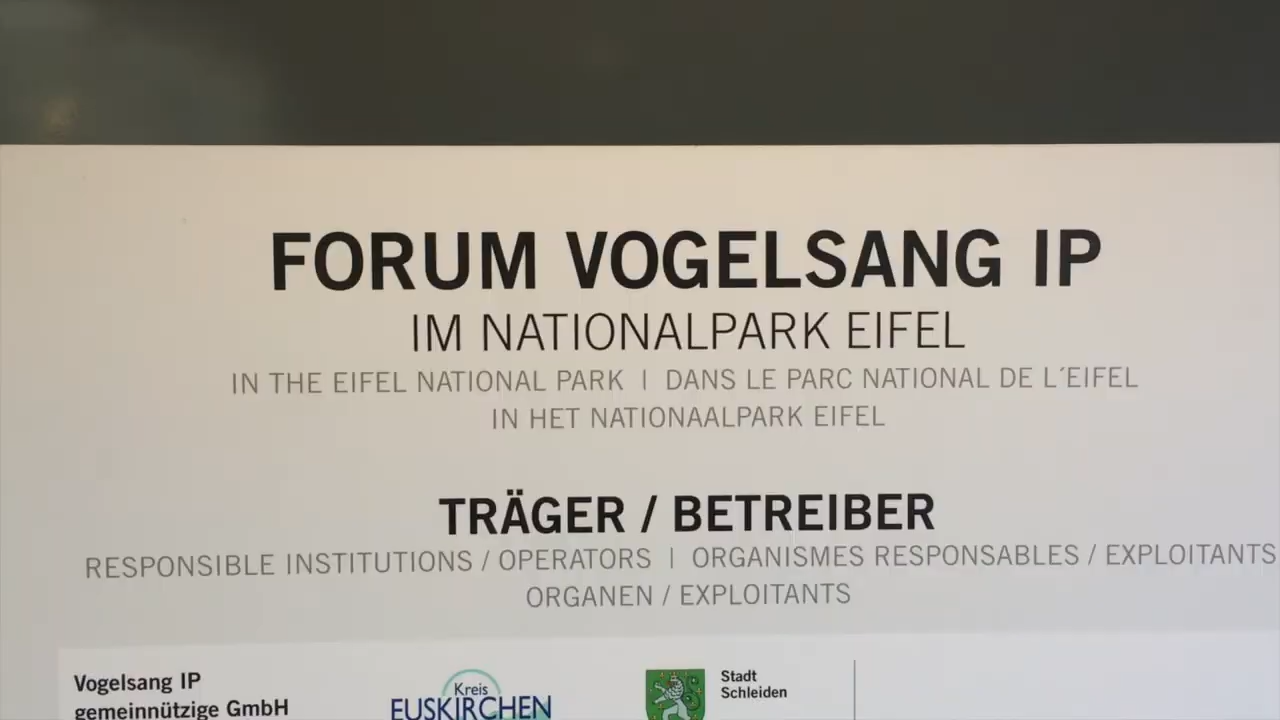 FORUM VOGELSANG IP
IM NATIONALPARK EIFEL
IN THE EIFEL NATIONAL PARK | DANS LE PARC NATIONAL DE L´EIFEL
IN HET NATIONAALPARK EIFEL
TRÄGER / BETREIBER
RESPONSIBLE INSTITUTIONS / OPERATORS | ORGANISMES RESPONSABLES / EXPLOITANTS
ORGANEN / EXPLOITANTS
Vogelsang IP
gemeinnützige GmbH
Kreis
EUSKIRCHEN
Stadt
Schleiden